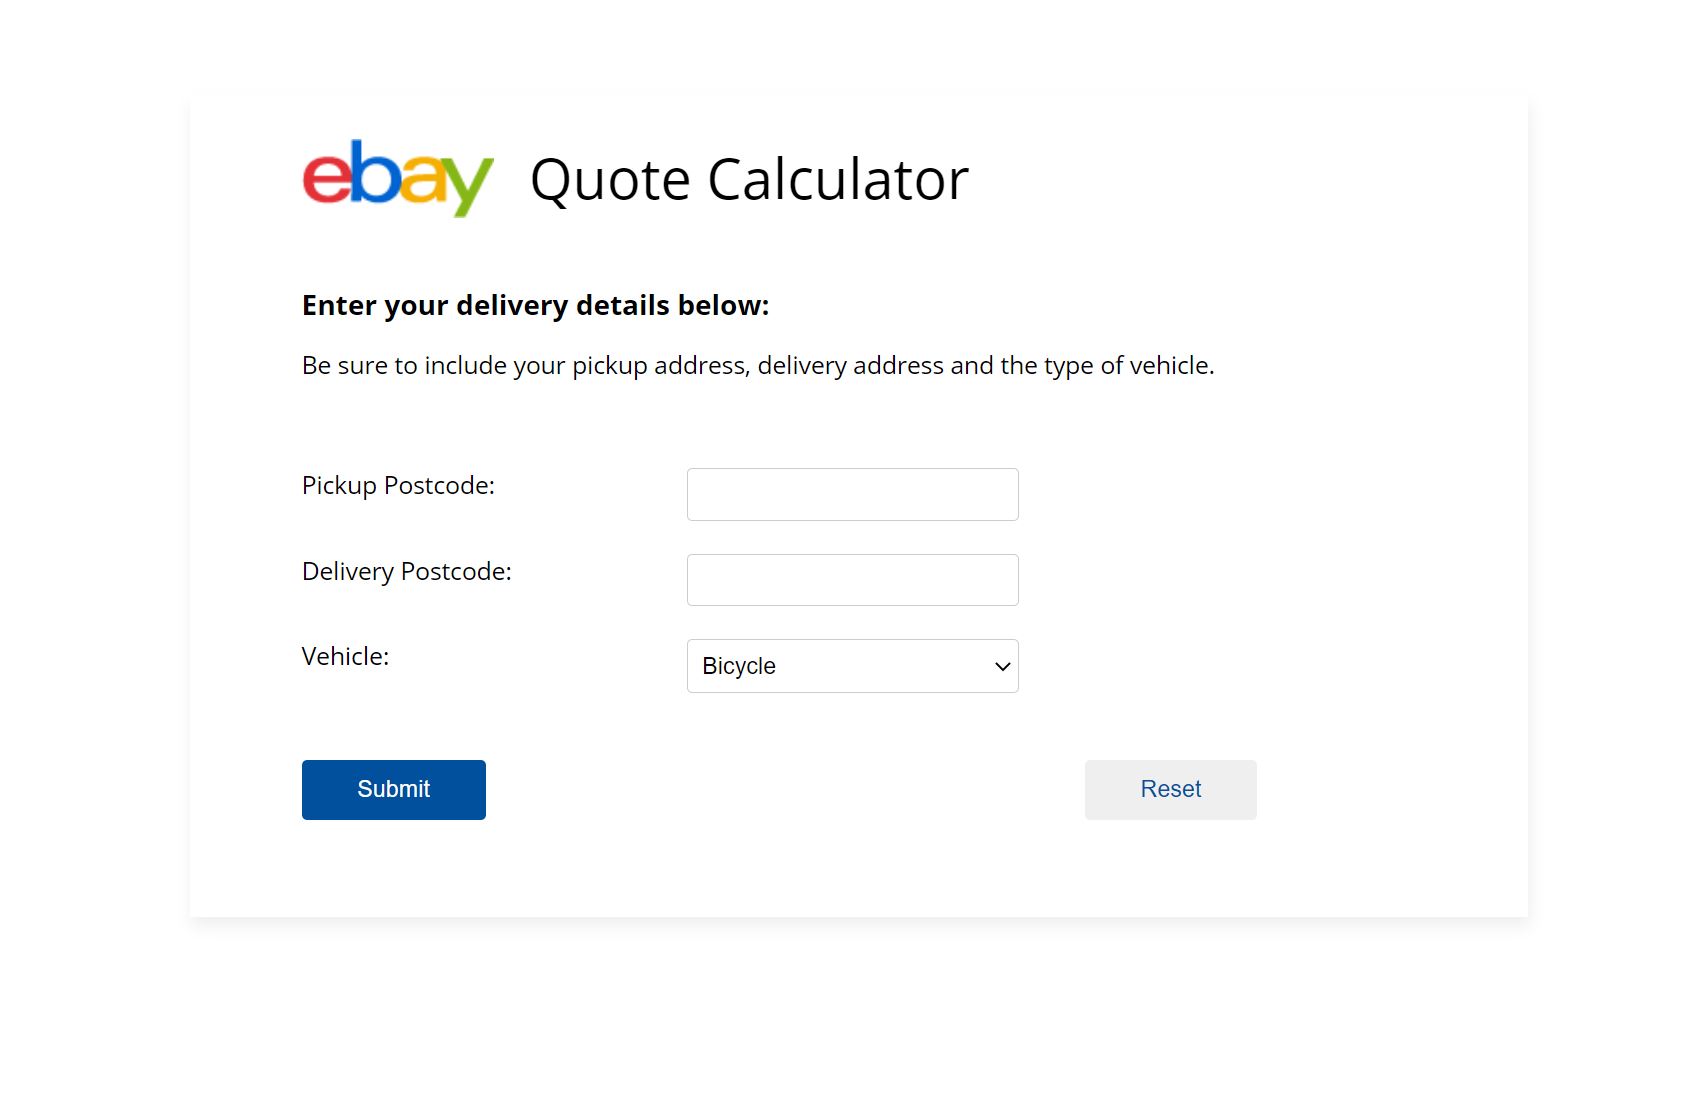 ebay Quote Calculator
Enter your delivery details below:
Be sure to include your pickup address, delivery address and the type of vehicle.
Pickup Postcode:
Delivery Postcode:
Vehicle: Bicycle
Submit Reset